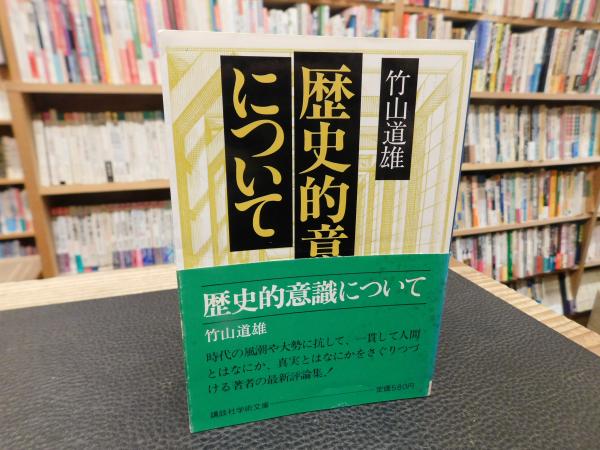 竹山道雄
歴史的意
について
歴史的意識について
竹山道雄
時代の風潮や大勢に抗して、一貫して人間
とはなにか、真実とはなにかをさぐりつづ
ける著者の最新評論集!
講談社学術文庫
定価580円